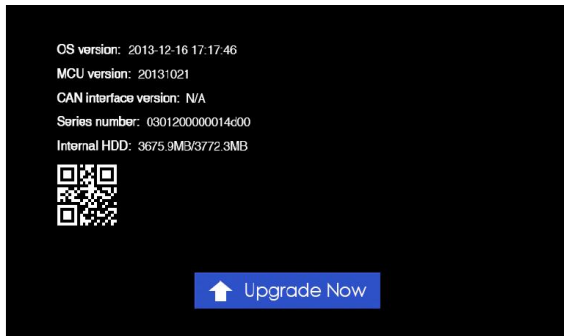 OS version: 2013-12-16 17:17:46
MCU version: 20131021
CAN interface version: N/A
Series number: 0301200000014d00
Internal HDD: 3675.9MB/3772.3MB
Upgrade Now